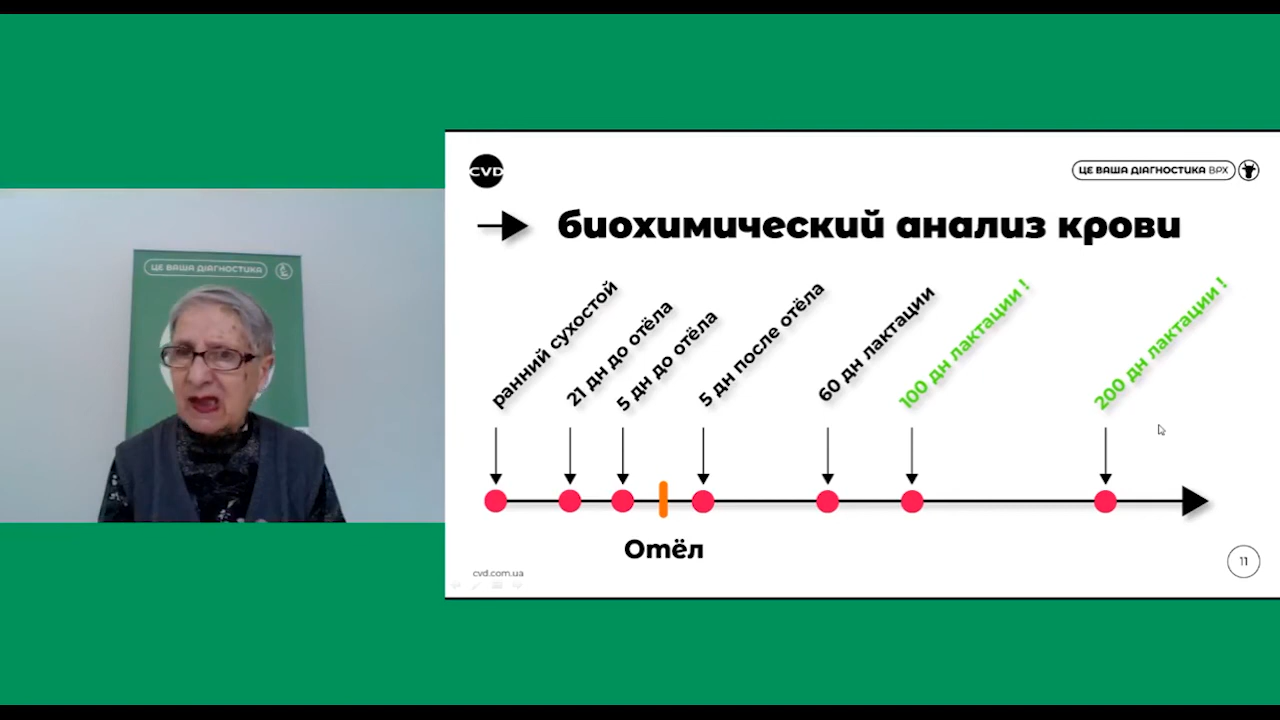 ЦЕ ВАША ДІАГНОСТИКА
CVD
ЦЕ ВАША ДІАГНОСТИКА ВРХ
биохимический анализ крови
ранний сухостой
21 дн до отёла
5 дн до отёла
5 дн после отёла
60 дн лактации
100 дн лактации !
200 дн лактации !
Отёл
cvd.com.ua
11